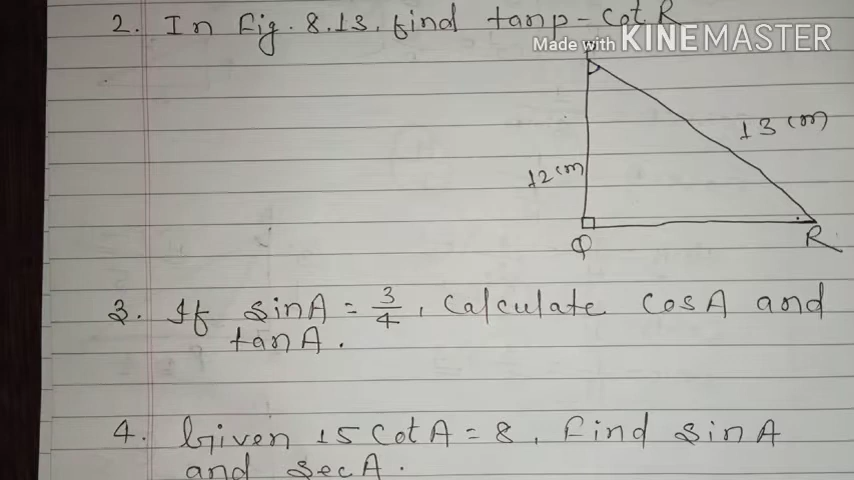 2. In Fig. 8.13, find tanp - cot R
Made with KINEMASTER
13 cm
12 cm
Q
R
3. If sinA = 3/4, Calculate cosA and
tanA.
4. Given 15 cotA = 8, Find sinA
and secA.